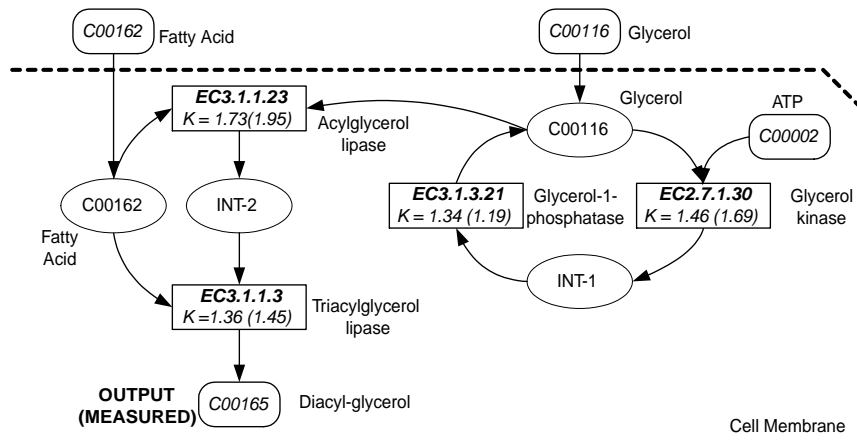 C00162
Fatty Acid
C00116
Glycerol
EC3.1.1.23
K = 1.73(1.95)
Acylglycerol
lipase
Glycerol
C00116
ATP
C00002
C00162
Fatty
Acid
INT-2
EC3.1.3.21
K = 1.34 (1.19)
Glycerol-1-
phosphatase
EC2.7.1.30
K = 1.46 (1.69)
Glycerol
kinase
INT-1
EC3.1.1.3
K =1.36 (1.45)
Triacylglycerol
lipase
OUTPUT
(MEASURED)
C00165
Diacyl-glycerol
Cell Membrane